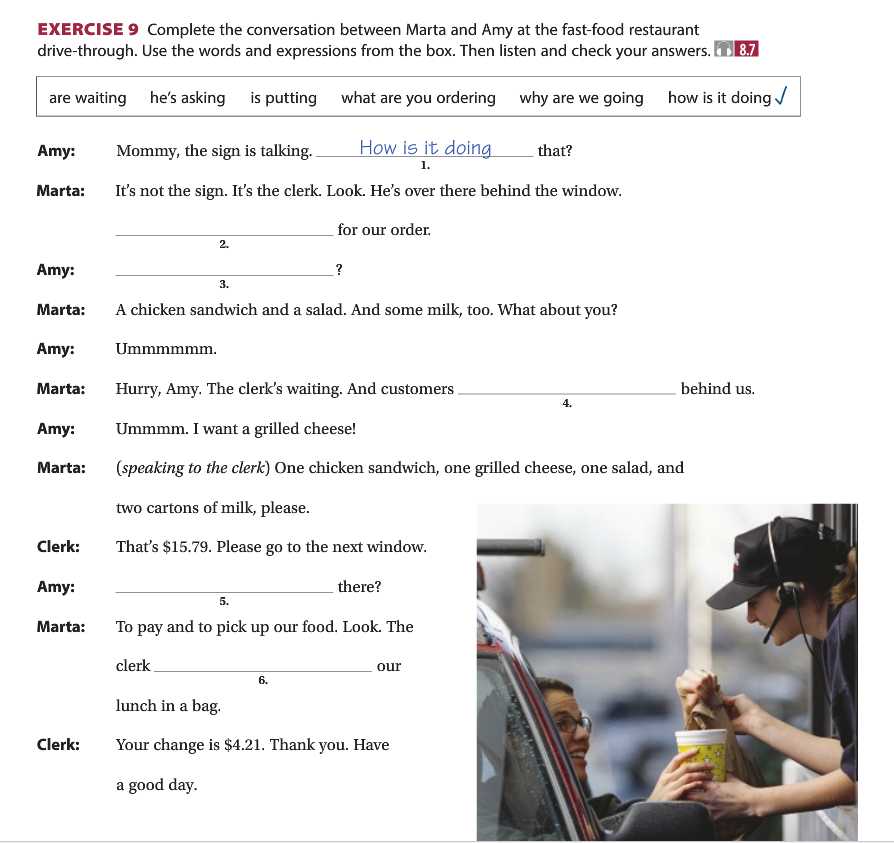 EXERCISE 9 Complete the conversation between Marta and Amy at the fast-food restaurant
drive-through. Use the words and expressions from the box. Then listen and check your answers. 8.7
are waiting he's asking is putting what are you ordering why are we going how is it doing ✓
Amy: Mommy, the sign is talking. How is it doing that?
1.
Marta: It's not the sign. It's the clerk. Look. He's over there behind the window.
____________ for our order.
2.
Amy: ____________ ?
3.
Marta: A chicken sandwich and a salad. And some milk, too. What about you?
Amy: Ummmmmm.
Marta: Hurry, Amy. The clerk's waiting. And customers ____________ behind us.
4.
Amy: Ummmm. I want a grilled cheese!
Marta: (speaking to the clerk) One chicken sandwich, one grilled cheese, one salad, and
two cartons of milk, please.
Clerk: That's $15.79. Please go to the next window.
Amy: ____________ there?
5.
Marta: To pay and to pick up our food. Look. The
clerk ____________ our
6.
lunch in a bag.
Clerk: Your change is $4.21. Thank you. Have
a good day.